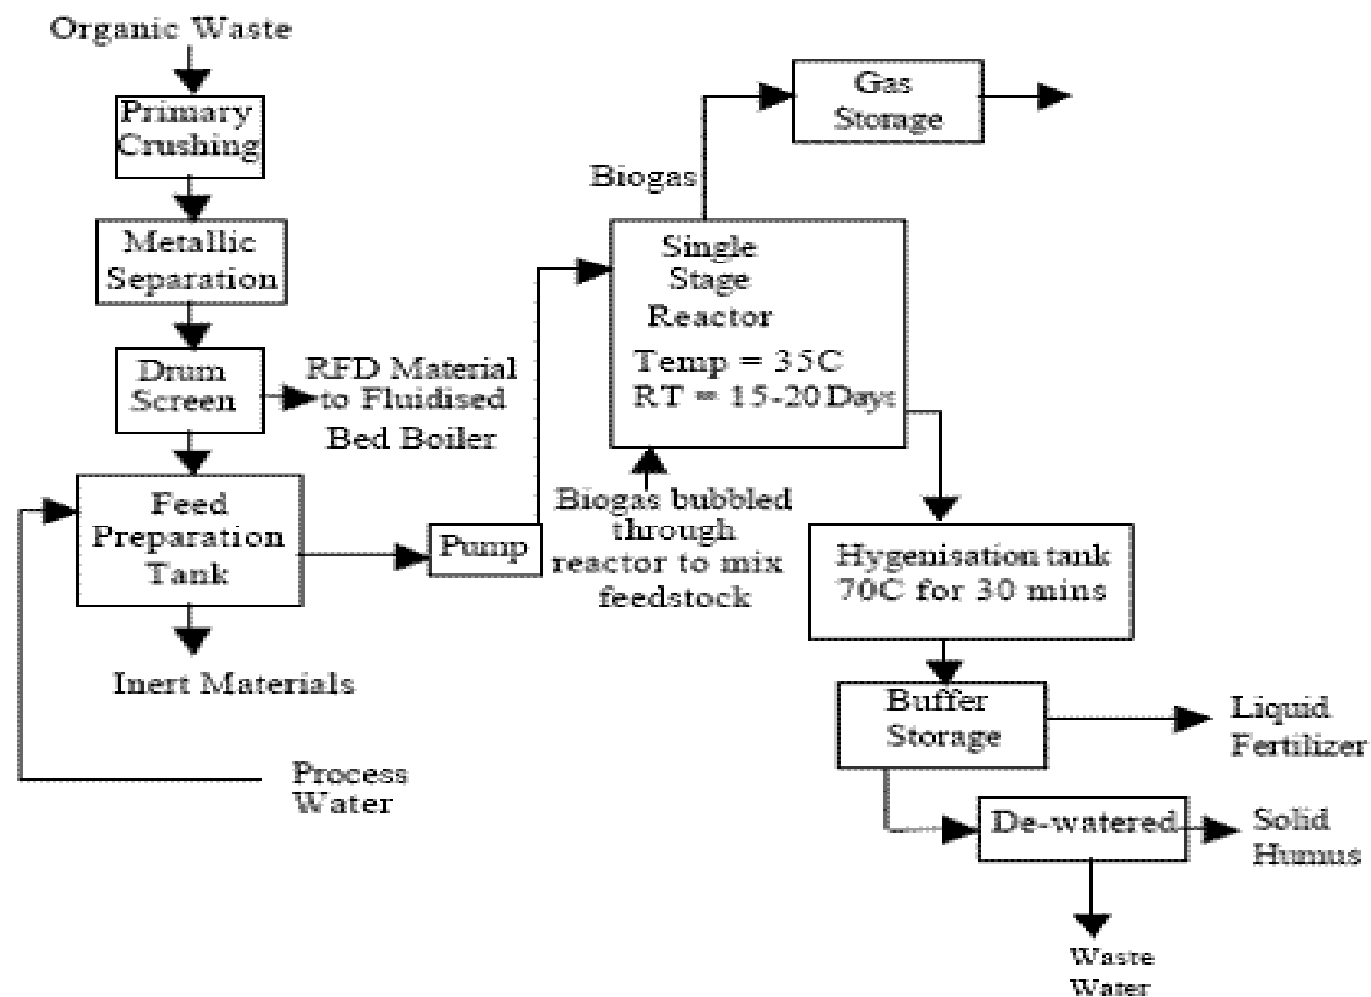 Organic Waste
Primary
Crushing
Metallic
Separation
Drum
Screen
RFD Material
to Fluidised
Bed Boiler
Feed
Preparation
Tank
Inert Materials
Process
Water
Pump
Biogas
Gas
Storage
Single
Stage
Reactor
Temp = 35C
RT = 15-20 Days
Biogas bubbled
through
reactor to mix
feedstock
Hygenisation tank
70C for 30 mins
Buffer
Storage
Liquid
Fertilizer
De-watered
Solid
Humus
Waste
Water